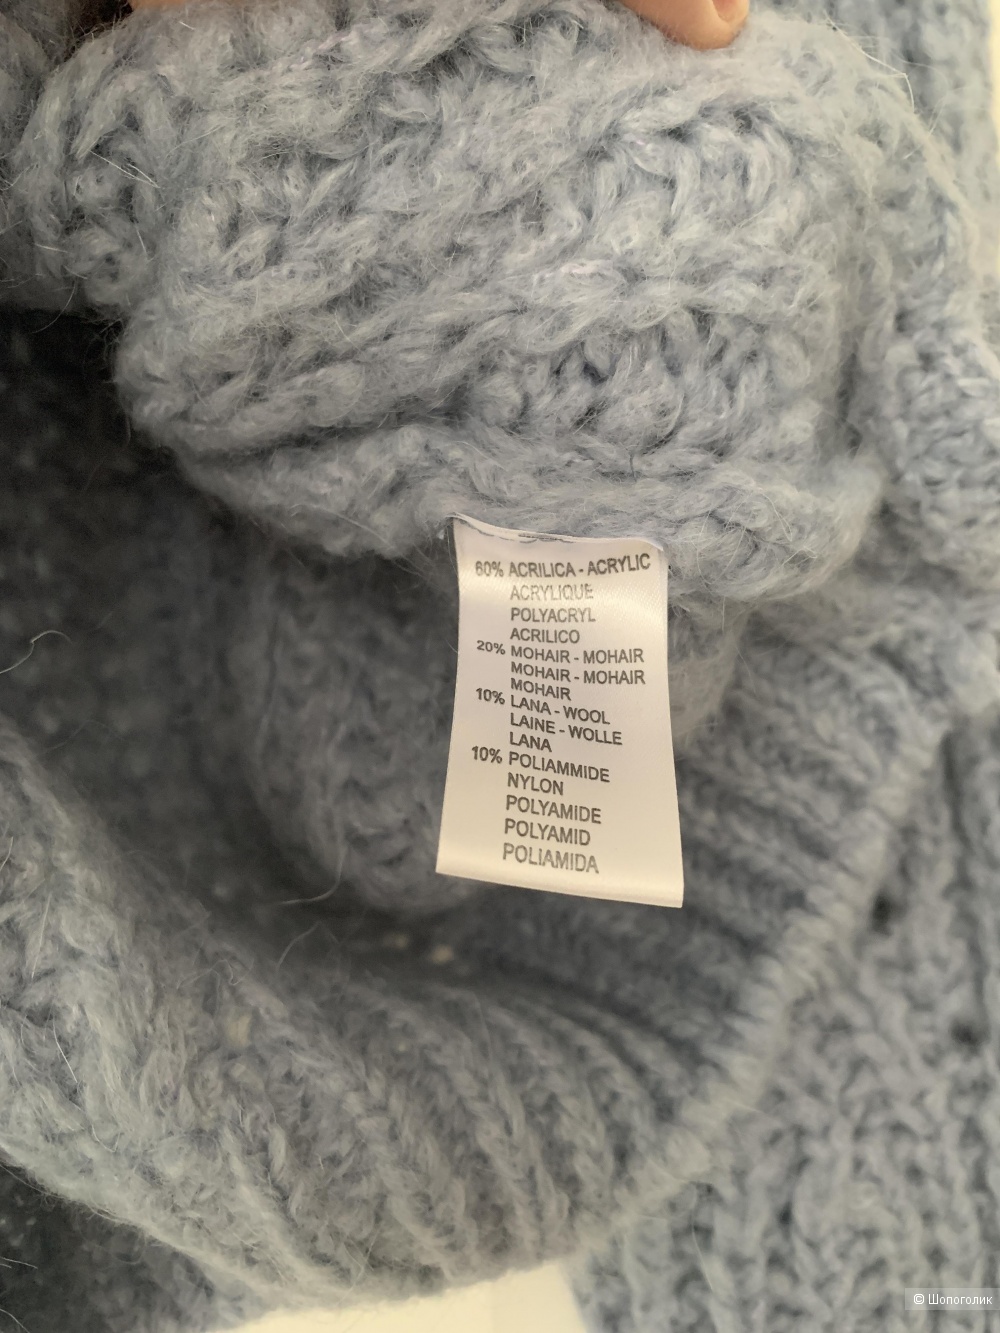 60% ACRILICA - ACRYLIC
ACRYLIQUE
POLYACRYL
ACRILICO
20% MOHAIR - MOHAIR
MOHAIR - MOHAIR
MOHAIR
10% LANA - WOOL
LAINE - WOLLE
LANA
10% POLIAMMIDE
NYLON
POLYAMIDE
POLYAMID
POLIAMIDA
© Шопоголик